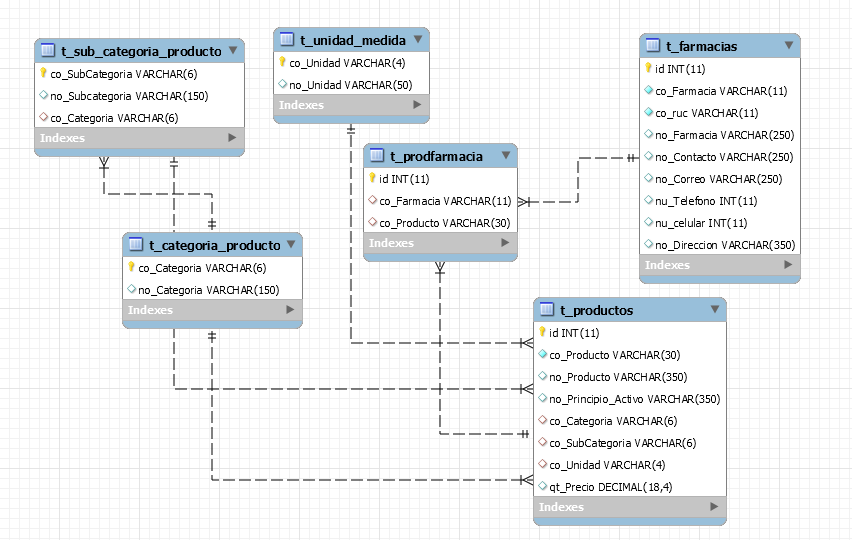 t_sub_categoria_producto
co_SubCategoria VARCHAR(6)
no_Subcategoria VARCHAR(150)
co_Categoria VARCHAR(6)
Indexes
t_unidad_medida
co_Unidad VARCHAR(4)
no_Unidad VARCHAR(50)
Indexes
t_farmacias
id INT(11)
co_Farmacia VARCHAR(11)
co_ruc VARCHAR(11)
no_Farmacia VARCHAR(250)
no_Contacto VARCHAR(250)
no_Correo VARCHAR(250)
nu_Telefono INT(11)
nu_celular INT(11)
no_Direccion VARCHAR(350)
Indexes
t_prodfarmacia
id INT(11)
co_Farmacia VARCHAR(11)
co_Producto VARCHAR(30)
Indexes
t_categoria_producto
co_Categoria VARCHAR(6)
no_Categoria VARCHAR(150)
Indexes
t_productos
id INT(11)
co_Producto VARCHAR(30)
no_Producto VARCHAR(350)
no_Principio_Activo VARCHAR(350)
co_Categoria VARCHAR(6)
co_SubCategoria VARCHAR(6)
co_Unidad VARCHAR(4)
qt_Precio DECIMAL(18,4)
Indexes